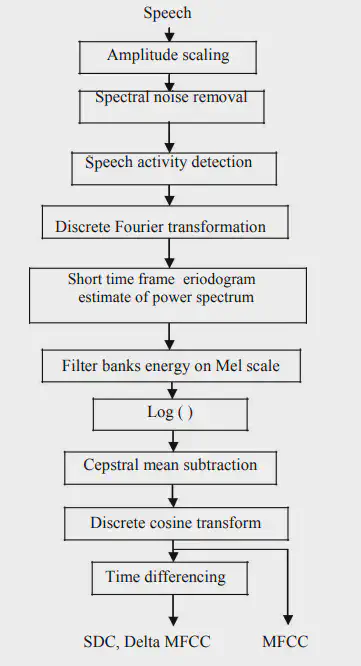 Speech
Amplitude scaling
Spectral noise removal
Speech activity detection
Discrete Fourier transformation
Short time frame eriodogram
estimate of power spectrum
Filter banks energy on Mel scale
Log ( )
Cepstral mean subtraction
Discrete cosine transform
Time differencing
SDC, Delta MFCC MFCC